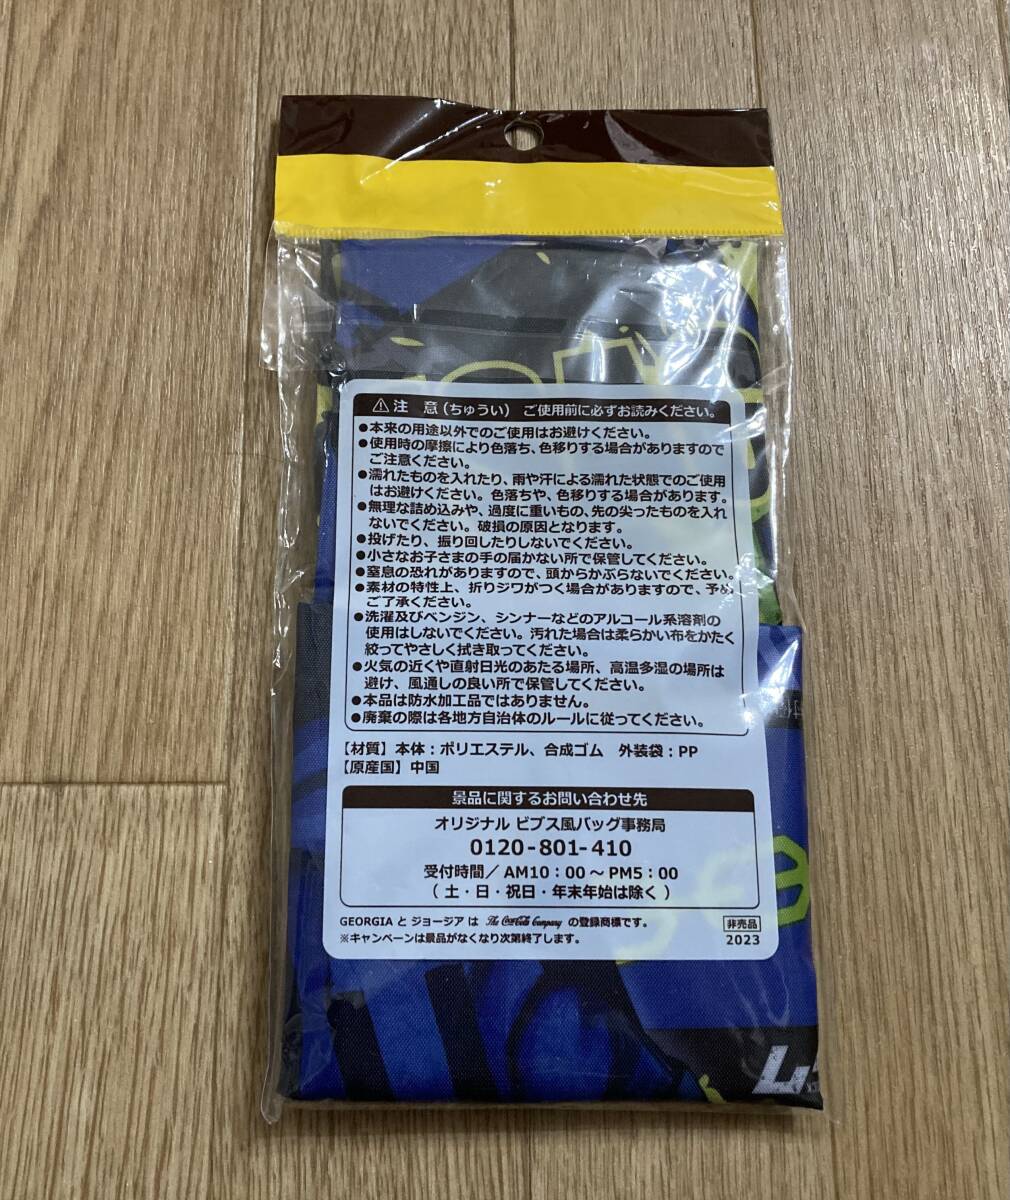 ⚠注　意（ちゅうい）　ご使用前に必ずお読みください。
●本来の用途以外でのご使用はお避けください。
●使用時の摩擦により色落ち、色移りする場合がありますので
ご注意ください。
●濡れたものを入れたり、雨や汗による濡れた状態でのご使用
はお避けください。色落ちや、色移りする場合があります。
●無理な詰め込みや、過度に重いもの、先の尖ったものを入れ
ないでください。破損の原因となります。
●投げたり、振り回したりしないでください。
●小さなお子さまの手の届かない所で保管してください。
●窒息の恐れがありますので、頭からかぶらないでください。
●素材の特性上、折りジワがつく場合がありますので、予め
ご了承ください。
●洗濯及びベンジン、シンナーなどのアルコール系溶剤の
使用はしないでください。汚れた場合は柔らかい布をかたく
絞ってやさしく拭き取ってください。
●火気の近くや直射日光のあたる場所、高温多湿の場所は
避け、風通しの良い所で保管してください。
●本品は防水加工品ではありません。
●廃棄の際は各地方自治体のルールに従ってください。
【材質】本体：ポリエステル、合成ゴム　外装袋：PP
【原産国】中国
景品に関するお問い合わせ先
オリジナル ビブス風バッグ事務局
0120-801-410
受付時間／AM10：00～PM5：00
（土・日・祝日・年末年始は除く）
GEORGIA と ジョージア は The Coca-Cola Company の登録商標です。
※キャンペーンは景品がなくなり次第終了します。
非売品
2023